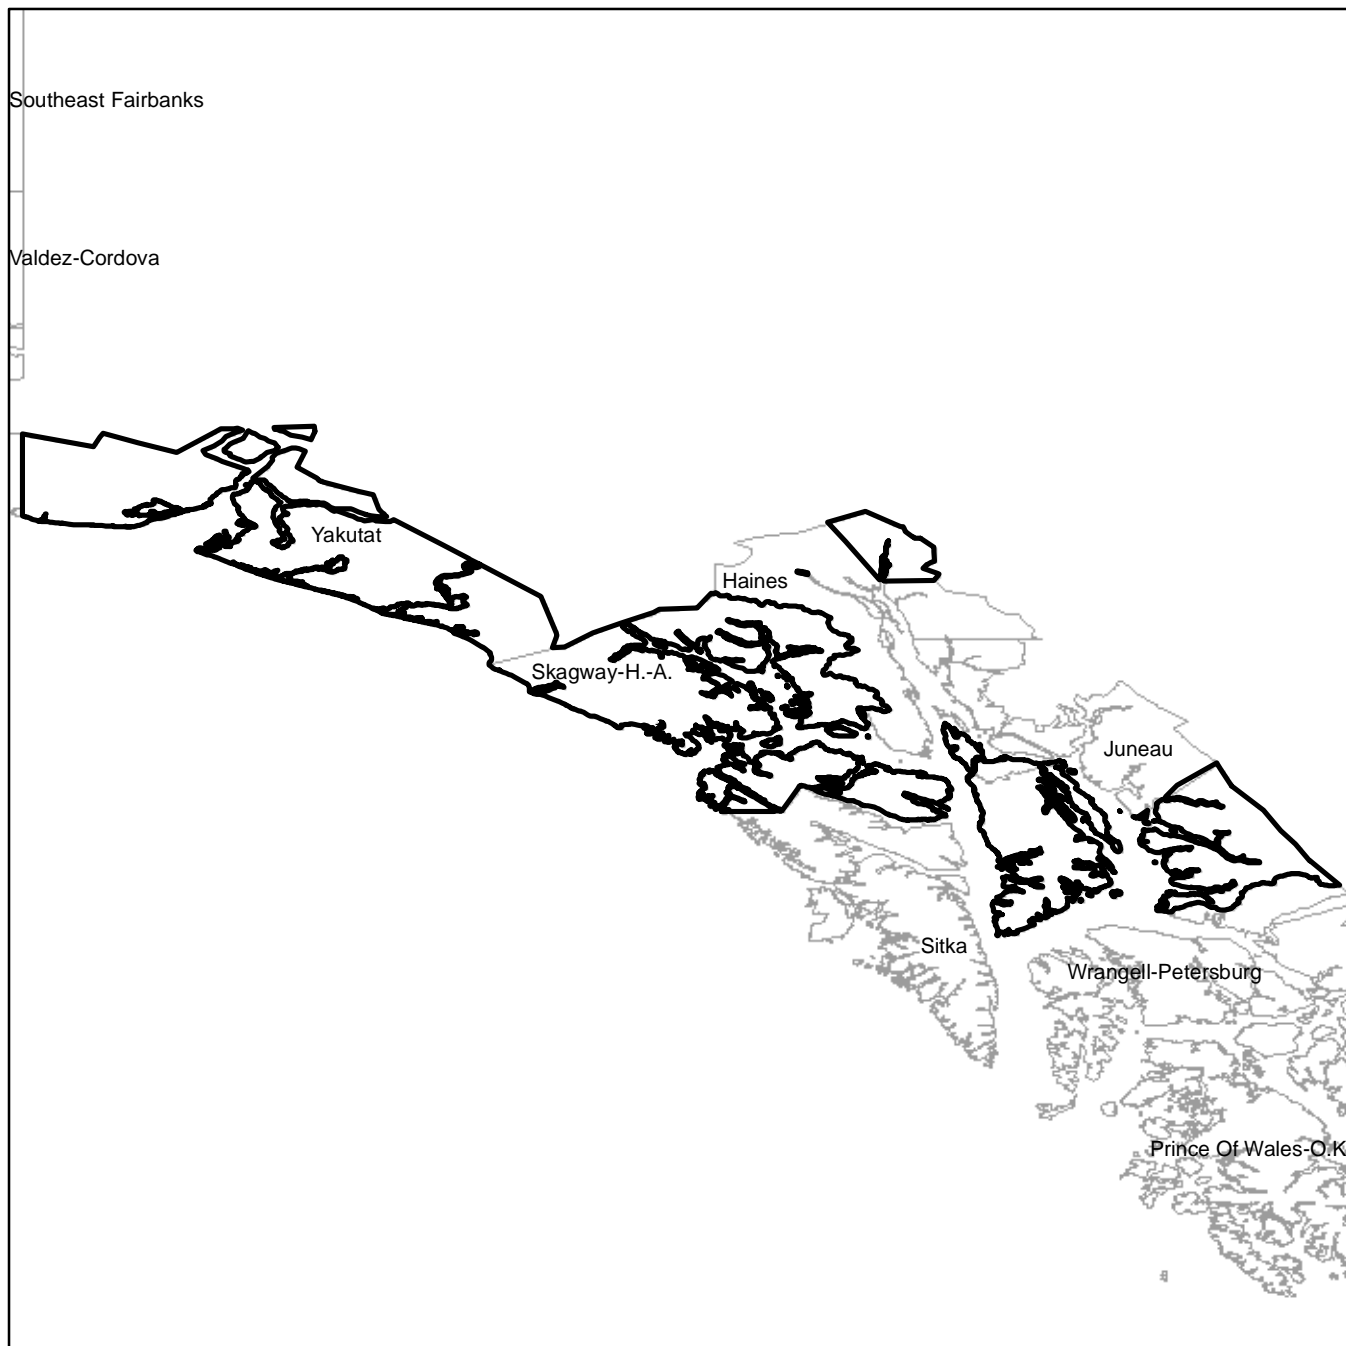 Southeast Fairbanks
Valdez-Cordova
Yakutat
Haines
Skagway-H.-A.
Juneau
Sitka
Wrangell-Petersburg
Prince Of Wales-O.K